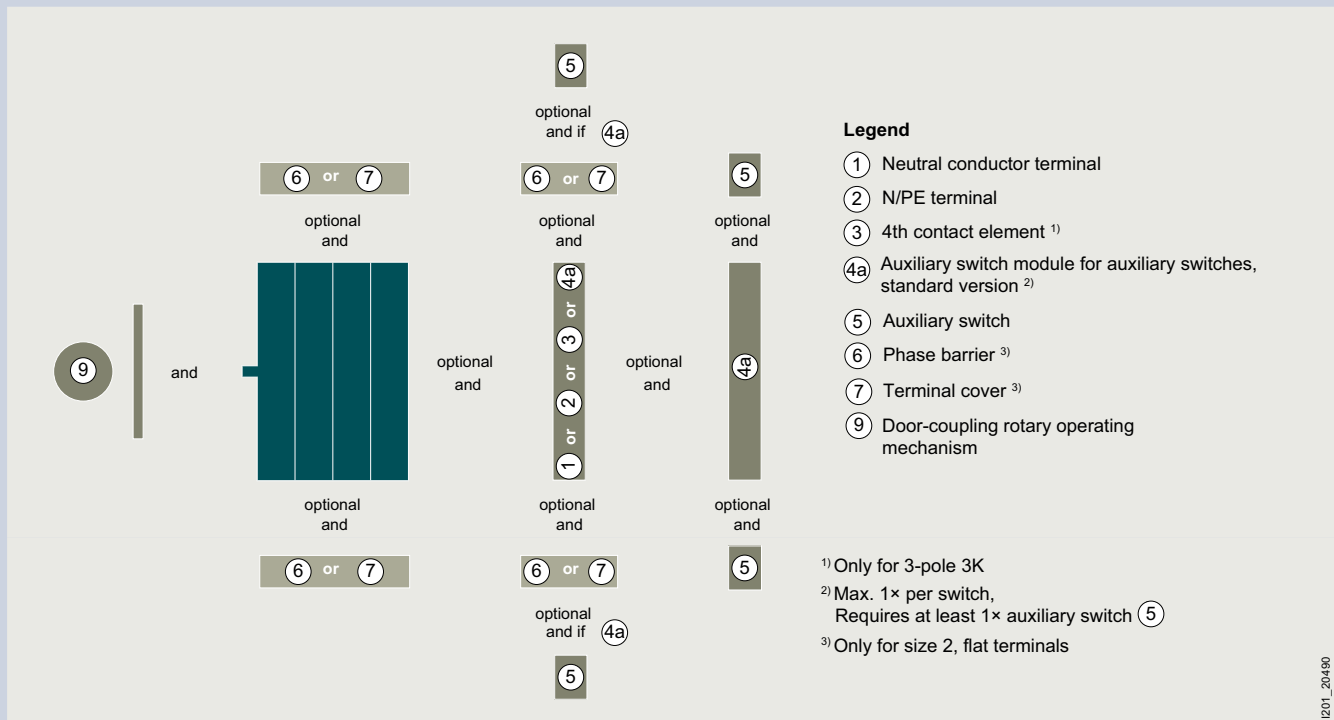 5
optional
and if 4a
6 or 7
6 or 7
5
optional
and
optional
and
optional
and
9
and
optional
and
1 or 2 or 3 or 4a
optional
and
4a
optional
and
optional
and
optional
and
6 or 7
6 or 7
5
optional
and if 4a
5
Legend
1 Neutral conductor terminal
2 N/PE terminal
3 4th contact element 1)
4a Auxiliary switch module for auxiliary switches,
standard version 2)
5 Auxiliary switch
6 Phase barrier 3)
7 Terminal cover 3)
9 Door-coupling rotary operating
mechanism
1) Only for 3-pole 3K
2) Max. 1× per switch,
Requires at least 1× auxiliary switch 5
3) Only for size 2, flat terminals
I201_20490